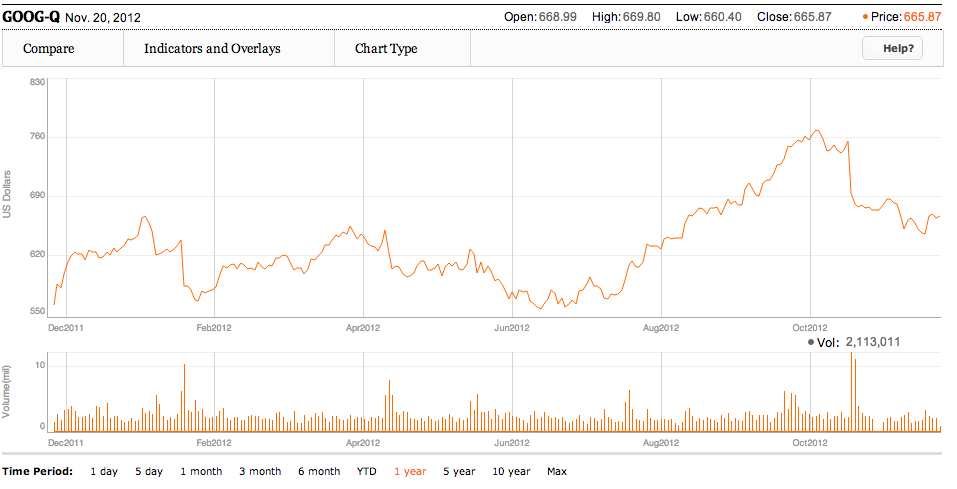 GOOG-Q Nov. 20, 2012 Open: 668.99 High: 669.80 Low: 660.40 Close: 665.87 Price: 665.87
Compare Indicators and Overlays Chart Type Help?
830
760
690
620
550
US Dollars
Dec2011 Feb2012 Apr2012 Jun2012 Aug2012 Oct2012
Vol: 2,113,011
10
0
Volume(mil)
Dec2011 Feb2012 Apr2012 Jun2012 Aug2012 Oct2012
Time Period: 1 day 5 day 1 month 3 month 6 month YTD 1 year 5 year 10 year Max